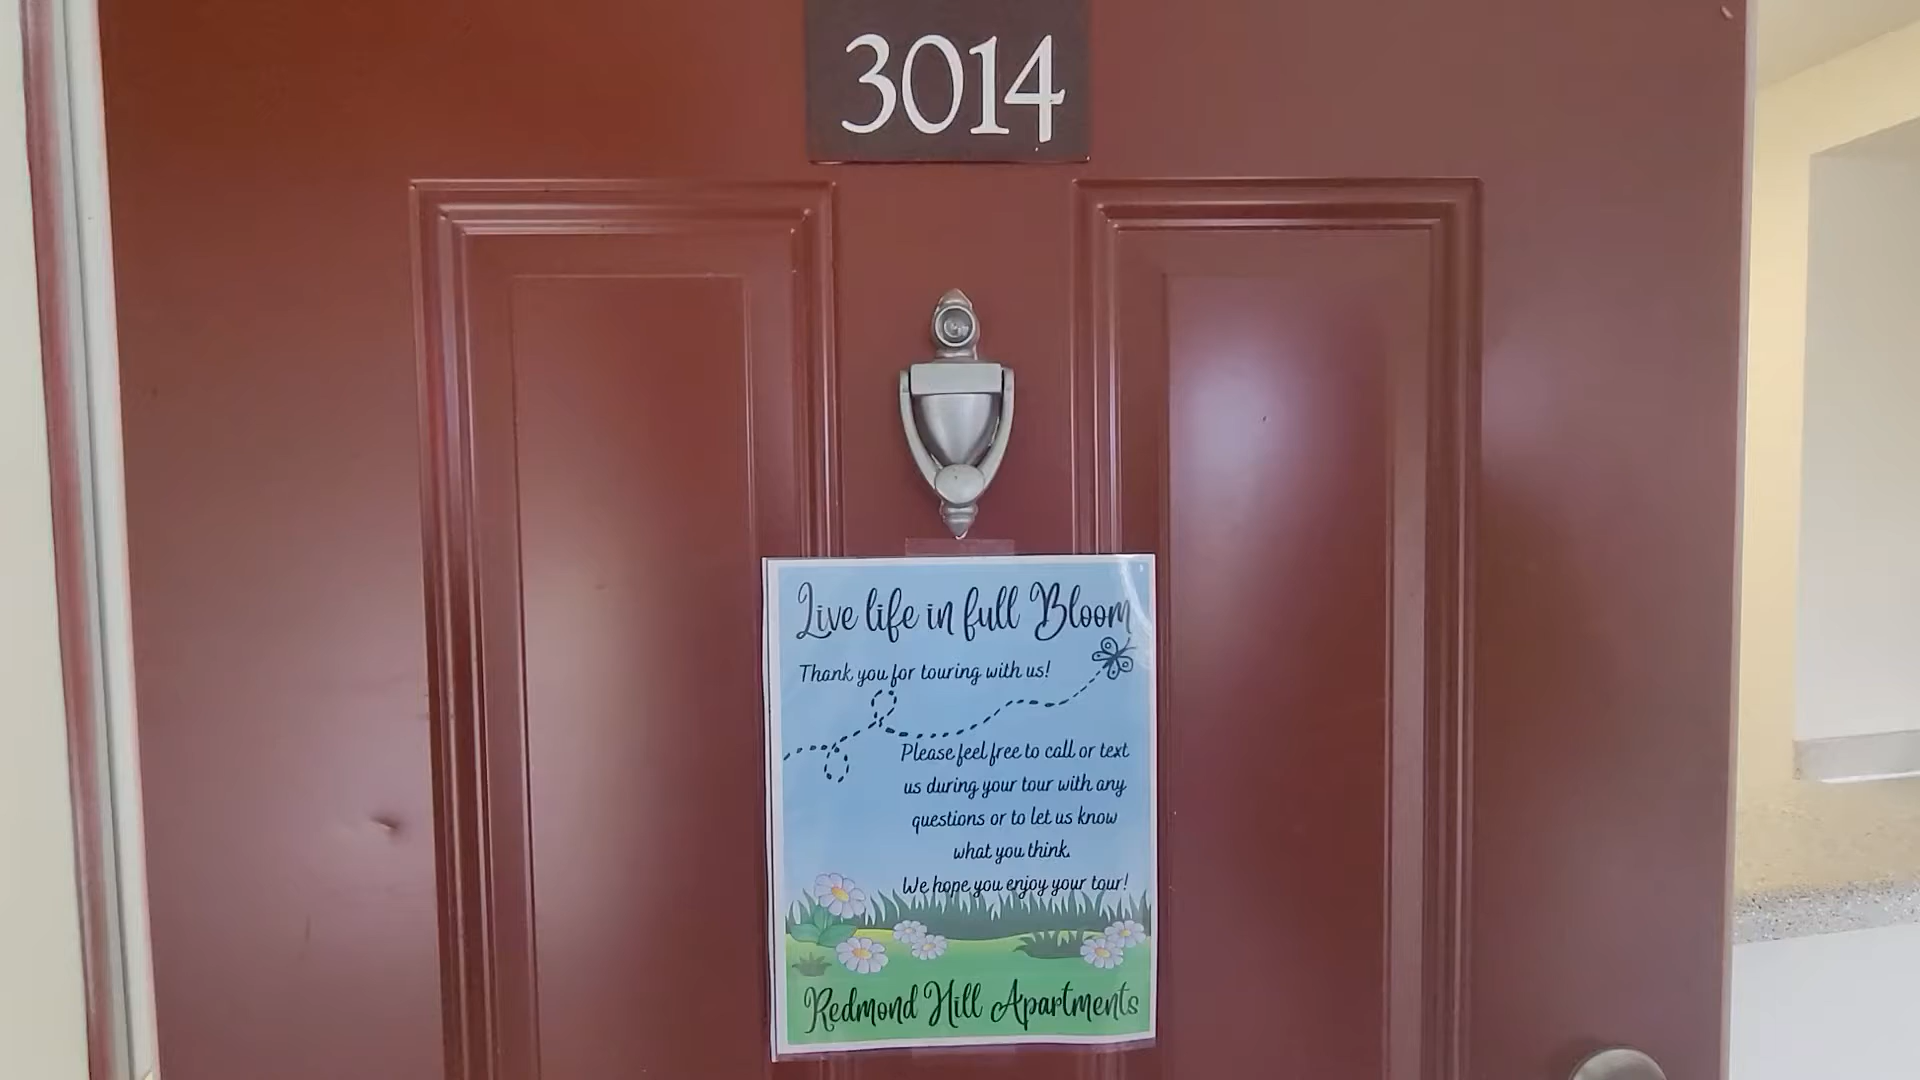 3014
Live life in full Bloom
Thank you for touring with us!
Please feel free to call or text
us during your tour with any
questions or to let us know
what you think.
We hope you enjoy your tour!
Redmond Hill Apartments